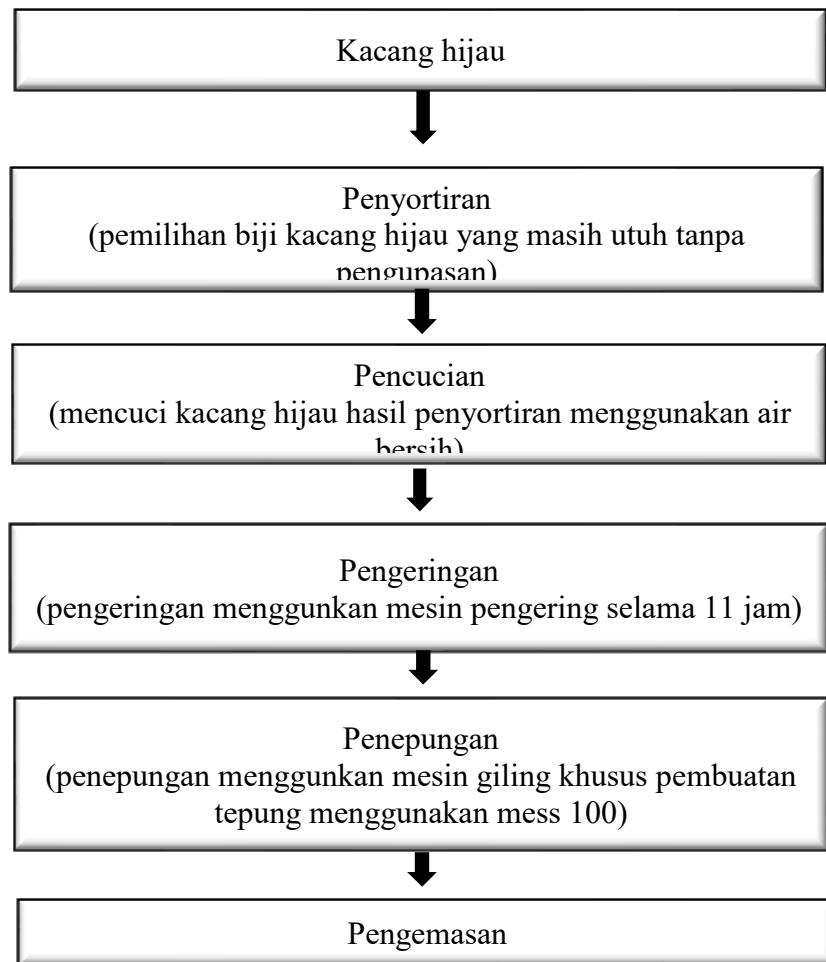 Kacang hijau
Penyortiran
(pemilihan biji kacang hijau yang masih utuh tanpa
pengupasan)
Pencucian
(mencuci kacang hijau hasil penyortiran menggunakan air
bersih)
Pengeringan
(pengeringan menggunkan mesin pengering selama 11 jam)
Penepungan
(penepungan menggunkan mesin giling khusus pembuatan
tepung menggunakan mess 100)
Pengemasan